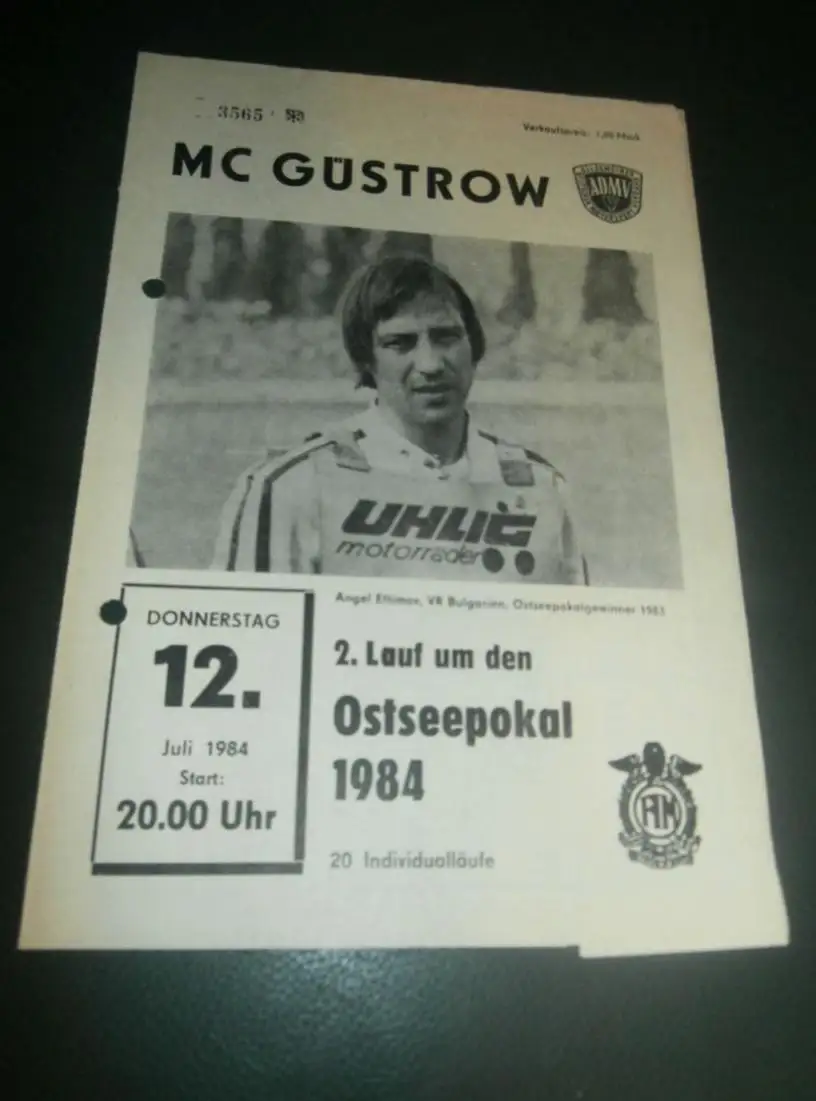 3565
Verkaufspreis: 1,00 Mark
MC GÜSTROW
ADMV
UHLIG
motorräder
Angel Eftimov, VR Bulgarien, Ostseepokalgewinner 1983
DONNERSTAG
12.
Juli 1984
Start:
20.00 Uhr
2. Lauf um den
Ostseepokal
1984
20 Individualläufe